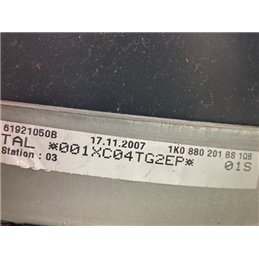 61921050B 17.11.2007 1K0 880 201 BS 1QB
TAL *001XC04TG2EP* 01S
Station : 03